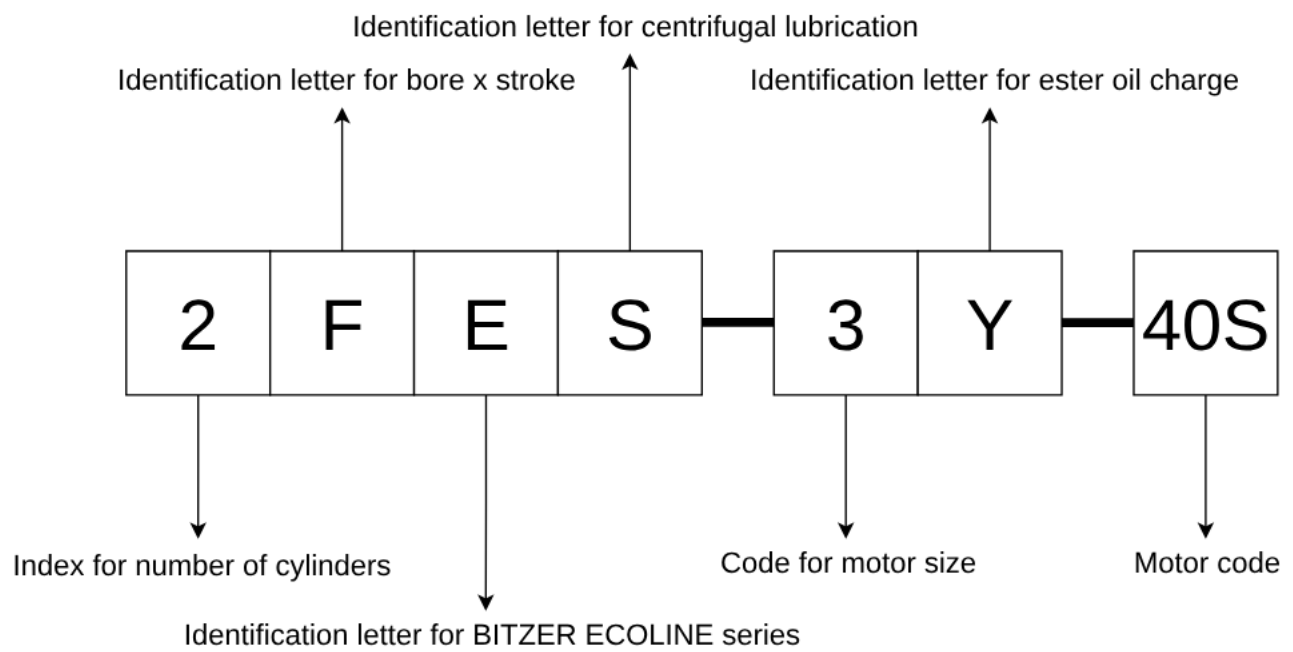 Identification letter for centrifugal lubrication
Identification letter for bore x stroke
Identification letter for ester oil charge
2 F E S 3 Y 40S
Index for number of cylinders
Code for motor size
Motor code
Identification letter for BITZER ECOLINE series